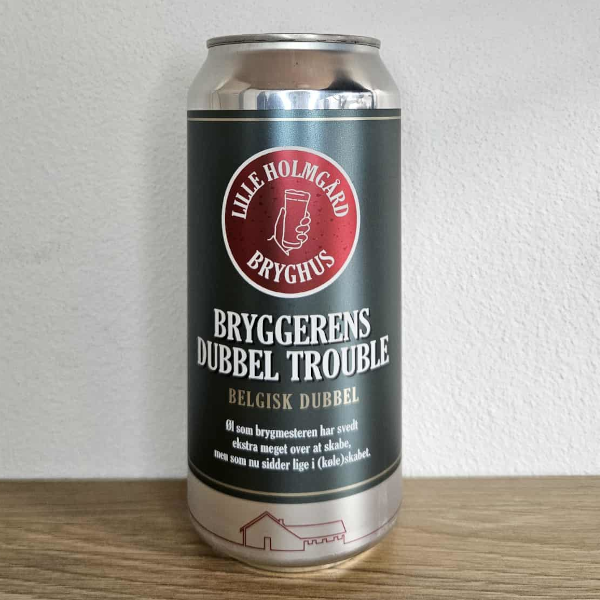 LILLE HOLMGÅRD
BRYGHUS
BRYGGERENS
DUBBEL TROUBLE
BELGISK DUBBEL
Øl som brygmesteren har svedt
ekstra meget over at skabe,
men som nu sidder lige i (køle)skabet.